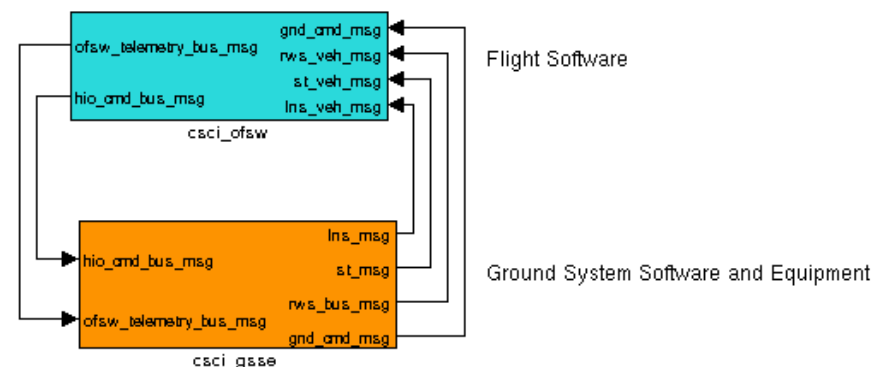 gnd_cmd_msg
ofsw_telemetry_bus_msg
rws_veh_msg
Flight Software
st_veh_msg
hio_cmd_bus_msg
Ins_veh_msg
csci_ofsw
Ins_msg
hio_cmd_bus_msg
st_msg
Ground System Software and Equipment
rws_bus_msg
ofsw_telemetry_bus_msg
gnd_cmd_msg
csci_gsse